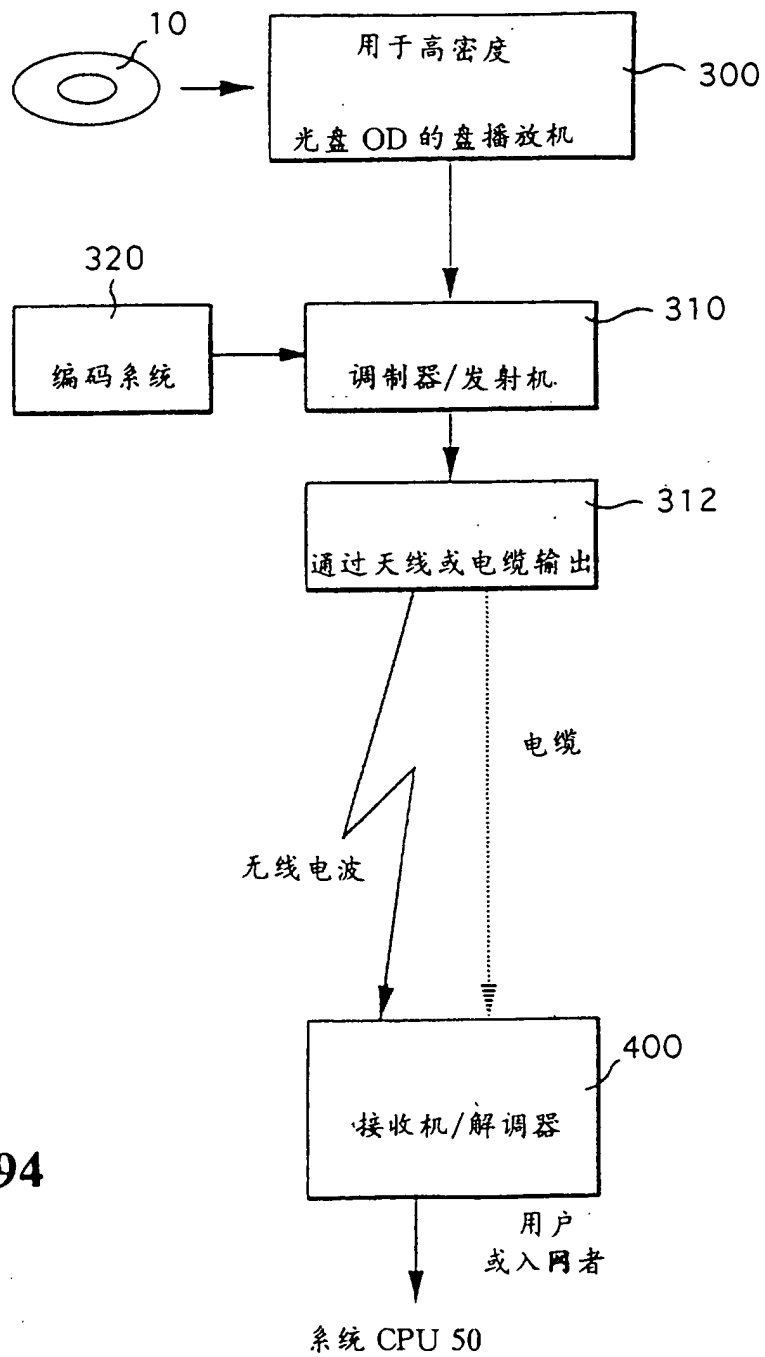 10
用于高密度
300
光盘 OD 的盘播放机
320
310
编码系统
调制器/发射机
312
通过天线或电缆输出
电缆
无线电波
400
接收机/解调器
94
用户
或入网者
系统 CPU 50